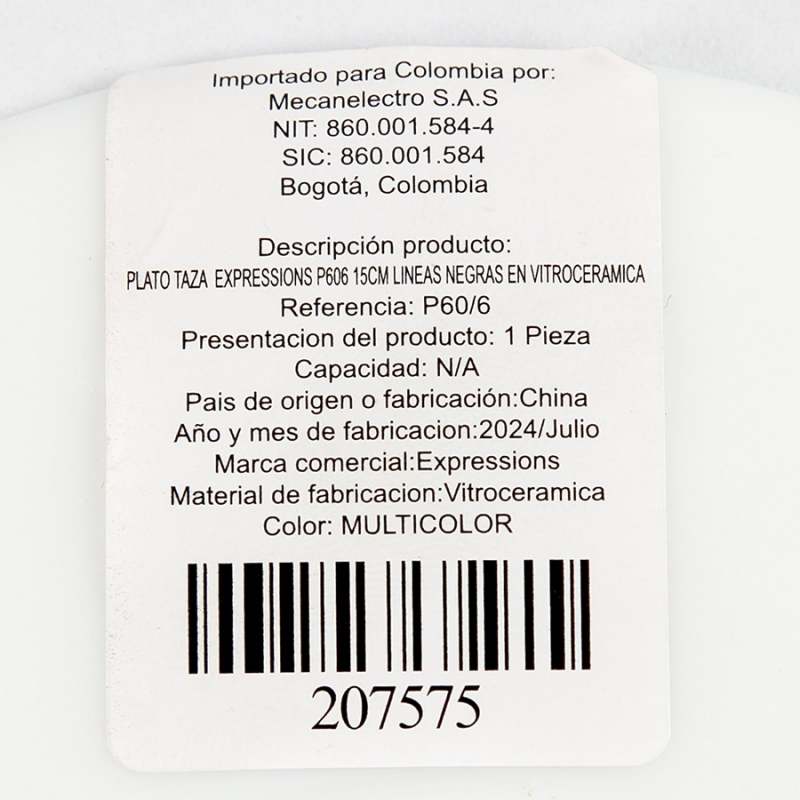 Importado para Colombia por:
Mecanelectro S.A.S
NIT: 860.001.584-4
SIC: 860.001.584
Bogotá, Colombia
Descripción producto:
PLATO TAZA EXPRESSIONS P606 15CM LINEAS NEGRAS EN VITROCERAMICA
Referencia: P60/6
Presentacion del producto: 1 Pieza
Capacidad: N/A
Pais de origen o fabricación:China
Año y mes de fabricacion:2024/Julio
Marca comercial:Expressions
Material de fabricacion:Vitroceramica
Color: MULTICOLOR
207575